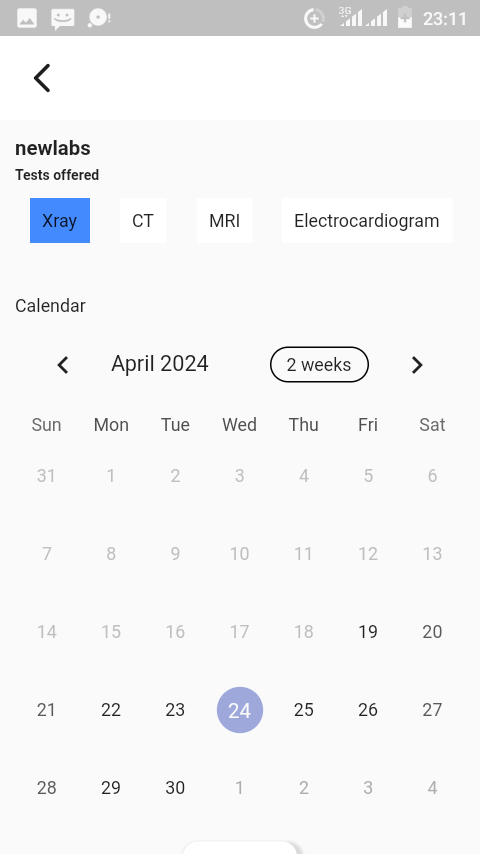 3G 23:11
newlabs
Tests offered
Xray CT MRI Electrocardiogram
Calendar
April 2024 2 weeks
Sun Mon Tue Wed Thu Fri Sat
31 1 2 3 4 5 6
7 8 9 10 11 12 13
14 15 16 17 18 19 20
21 22 23 24 25 26 27
28 29 30 1 2 3 4